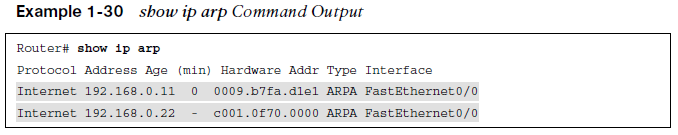 Example 1-30 show ip arp Command Output
Router# show ip arp
Protocol Address Age (min) Hardware Addr Type Interface
Internet 192.168.0.11 0 0009.b7fa.d1e1 ARPA FastEthernet0/0
Internet 192.168.0.22 - c001.0f70.0000 ARPA FastEthernet0/0